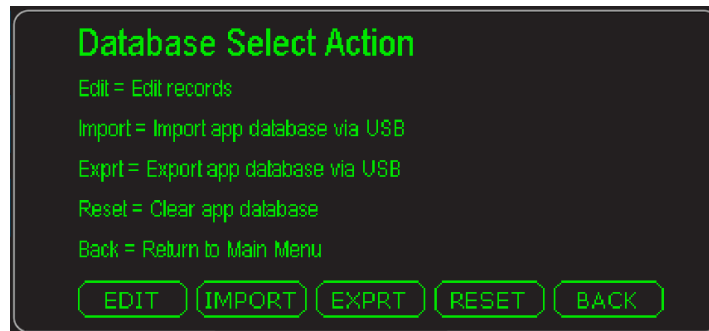 Database Select Action
Edit = Edit records
Import = Import app database via USB
Exprt = Export app database via USB
Reset = Clear app database
Back = Return to Main Menu
EDIT IMPORT EXPRT RESET BACK